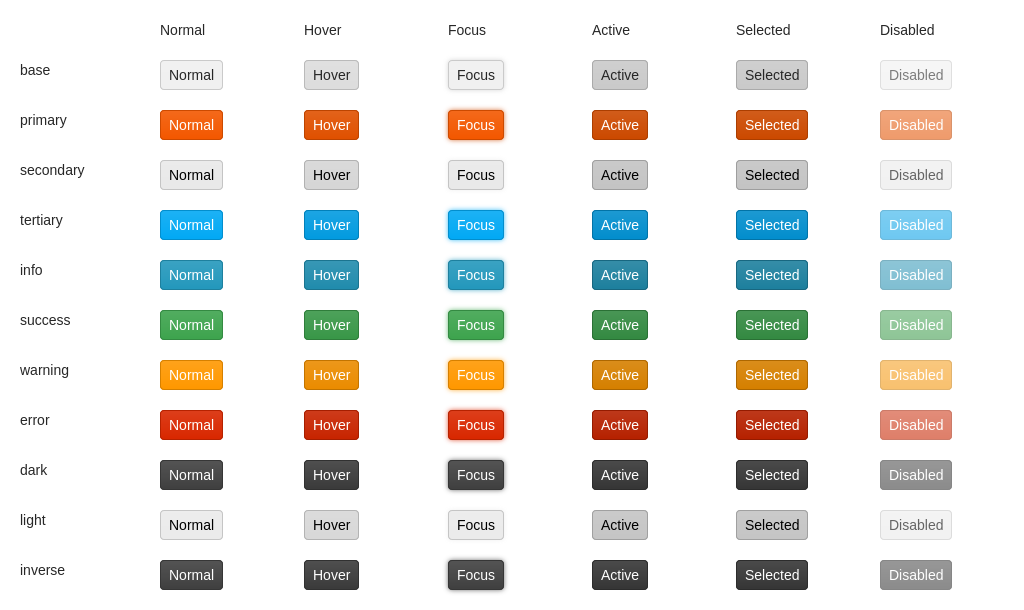 Normal Hover Focus Active Selected Disabled
base Normal Hover Focus Active Selected Disabled
primary Normal Hover Focus Active Selected Disabled
secondary Normal Hover Focus Active Selected Disabled
tertiary Normal Hover Focus Active Selected Disabled
info Normal Hover Focus Active Selected Disabled
success Normal Hover Focus Active Selected Disabled
warning Normal Hover Focus Active Selected Disabled
error Normal Hover Focus Active Selected Disabled
dark Normal Hover Focus Active Selected Disabled
light Normal Hover Focus Active Selected Disabled
inverse Normal Hover Focus Active Selected Disabled